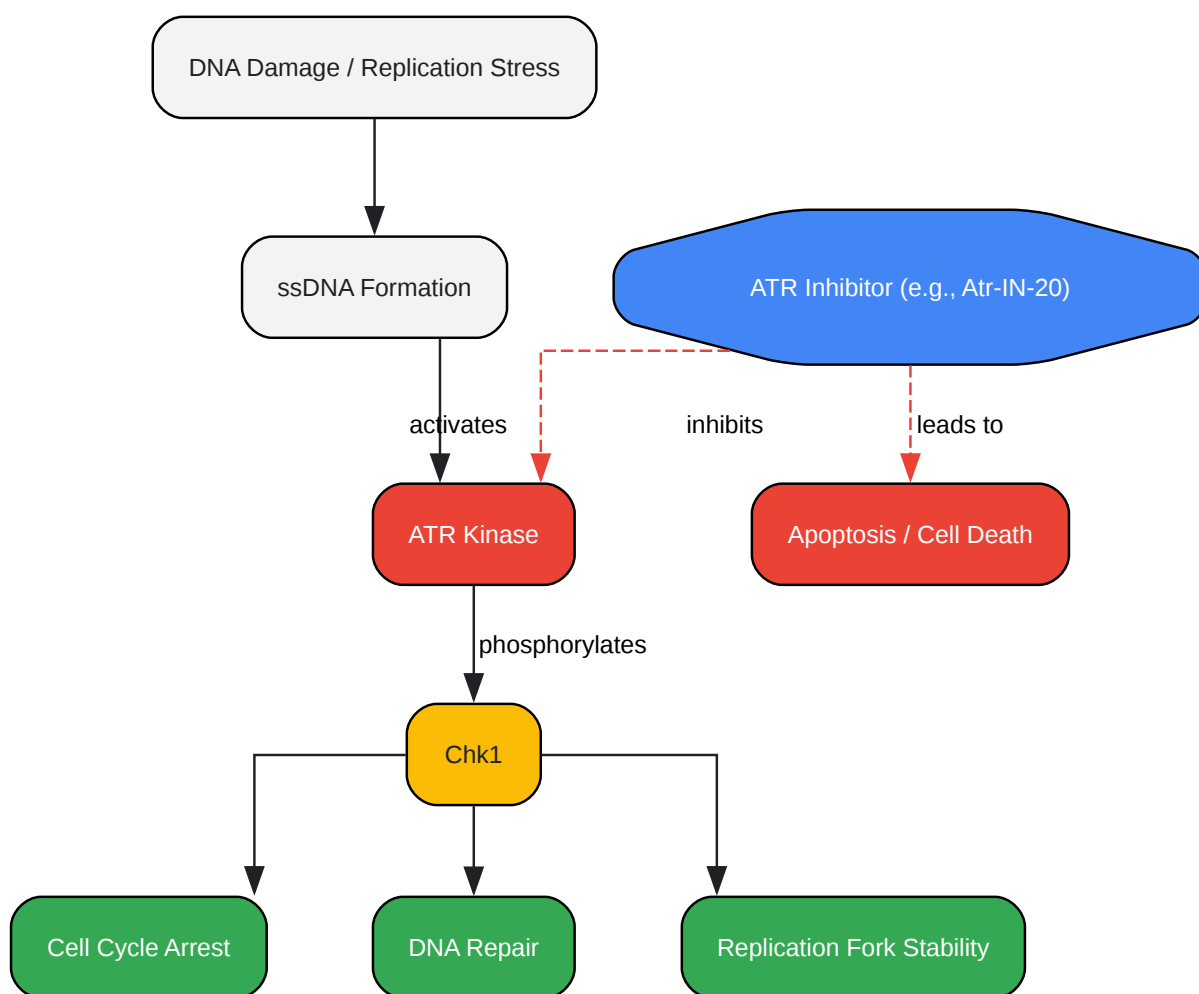 DNA Damage / Replication Stress
ssDNA Formation
ATR Inhibitor (e.g., Atr-IN-20)
activates
inhibits
leads to
ATR Kinase
Apoptosis / Cell Death
phosphorylates
Chk1
Cell Cycle Arrest
DNA Repair
Replication Fork Stability